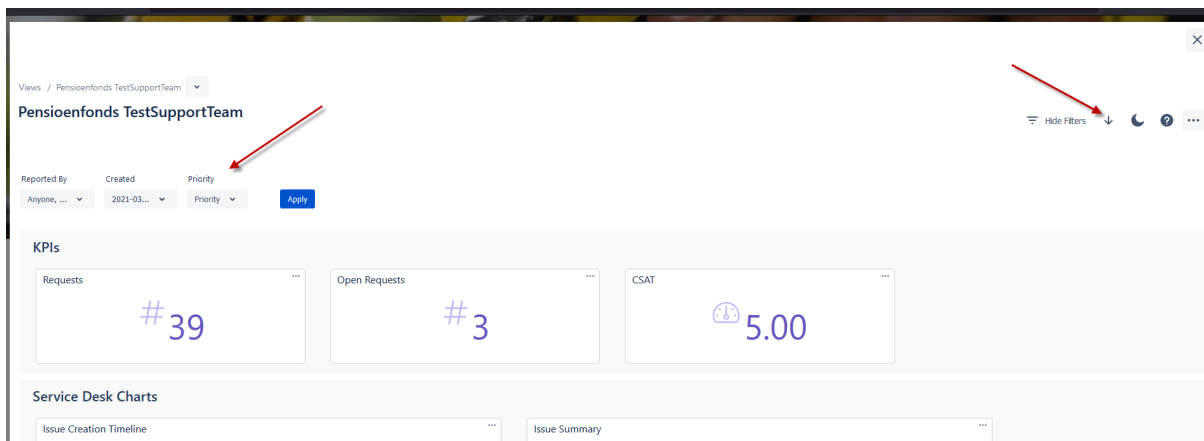 Views / Pensioenfonds TestSupportTeam
Pensioenfonds TestSupportTeam
Hide Filters
Reported By Created Priority
Anyone, ... 2021-03... Priority Apply
KPIs
Requests Open Requests CSAT
#39 #3 5.00
Service Desk Charts
Issue Creation Timeline Issue Summary